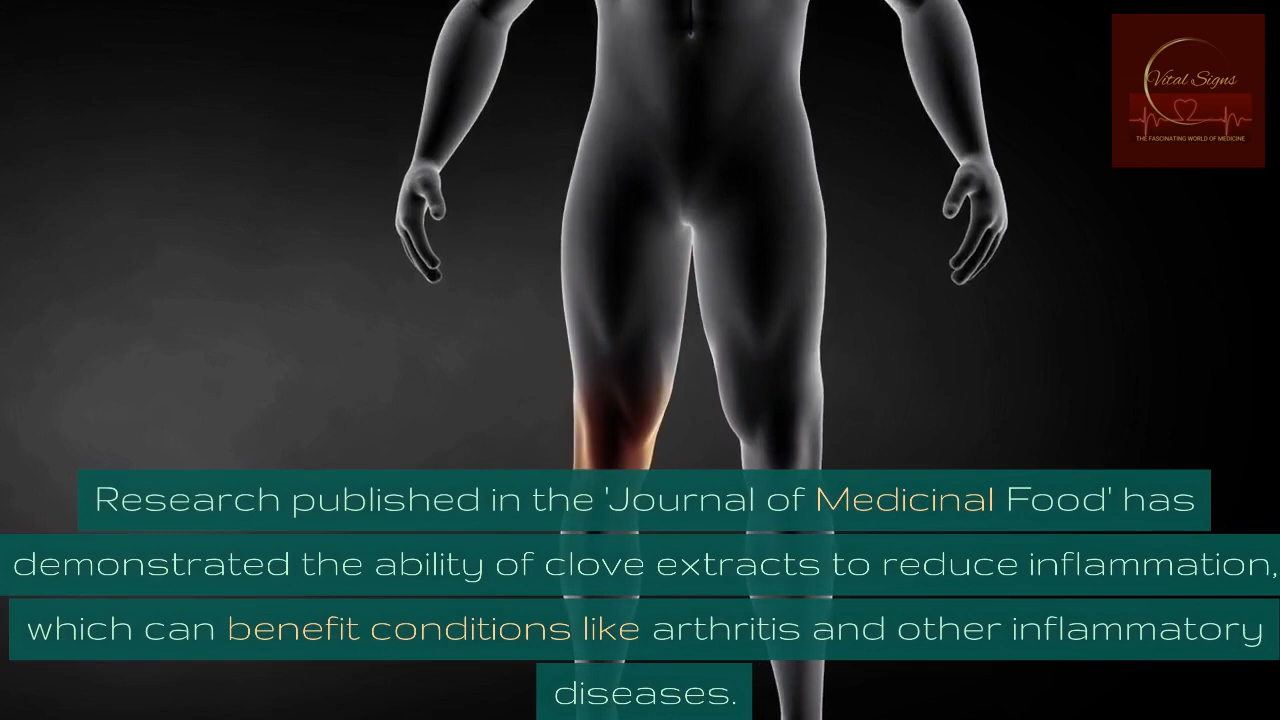 Vital Signs
THE FASCINATING WORLD OF MEDICINE
Research published in the 'Journal of Medicinal Food' has
demonstrated the ability of clove extracts to reduce inflammation,
which can benefit conditions like arthritis and other inflammatory
diseases.